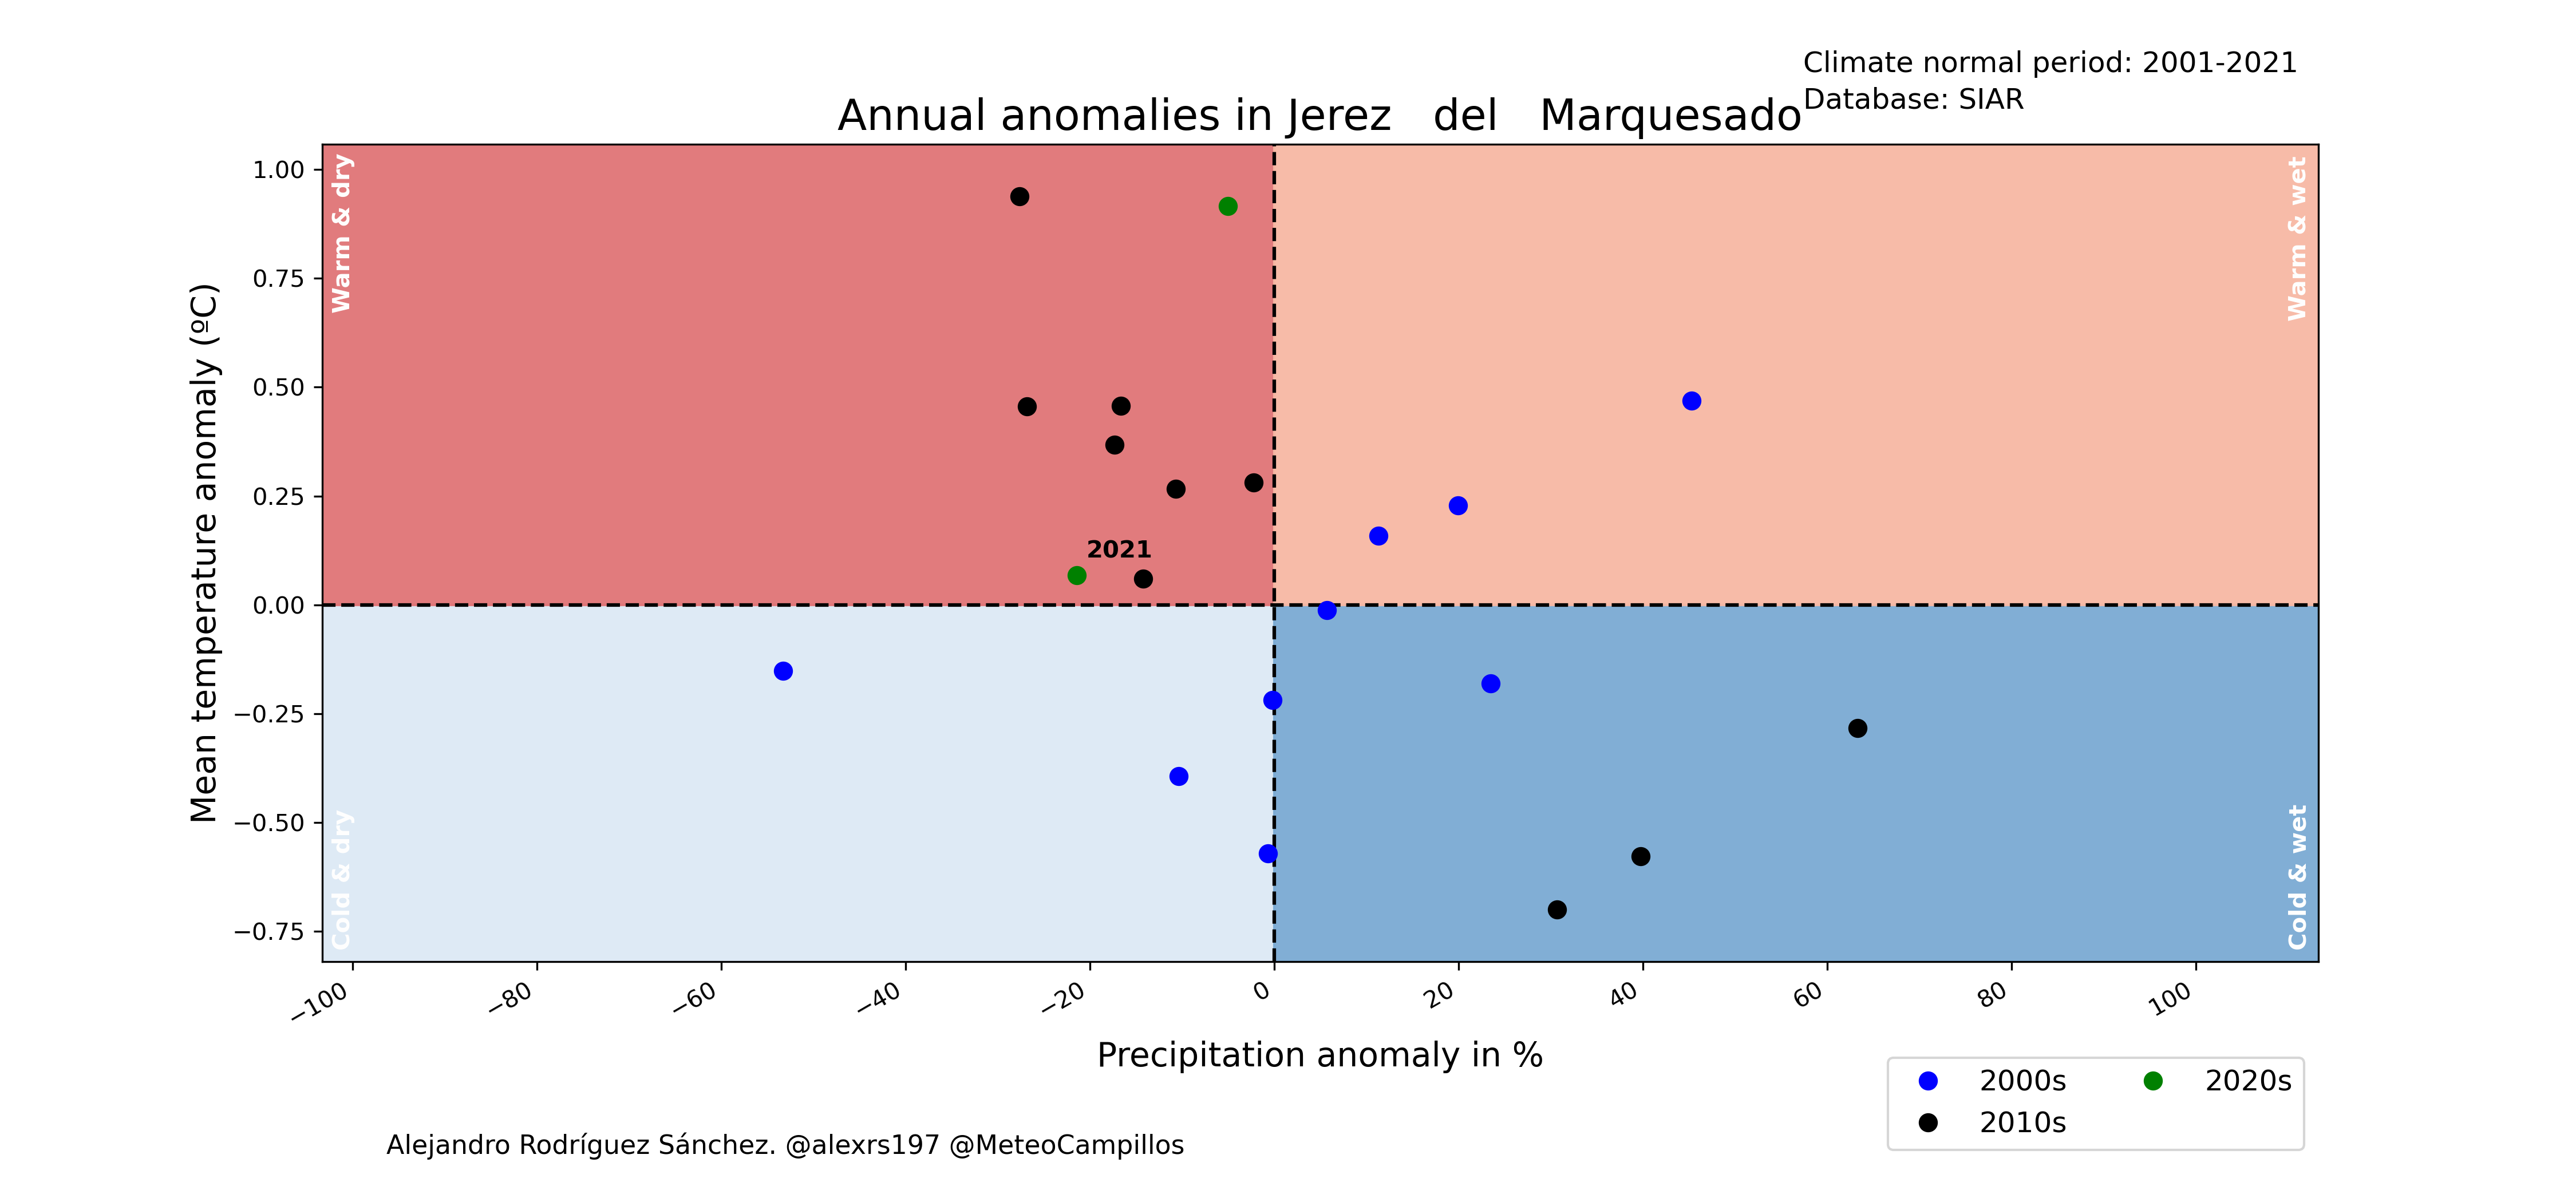 Climate normal period: 2001-2021
Database: SIAR
Annual anomalies in Jerez   del   Marquesado
Warm & dry
Warm & wet
1.00
0.75
0.50
0.25
0.00
−0.25
−0.50
−0.75
Mean temperature anomaly (ºC)
2021
Cold & dry
Cold & wet
−100 −80 −60 −40 −20 0 20 40 60 80 100
Precipitation anomaly in %
2000s 2020s
2010s
Alejandro Rodríguez Sánchez. @alexrs197 @MeteoCampillos